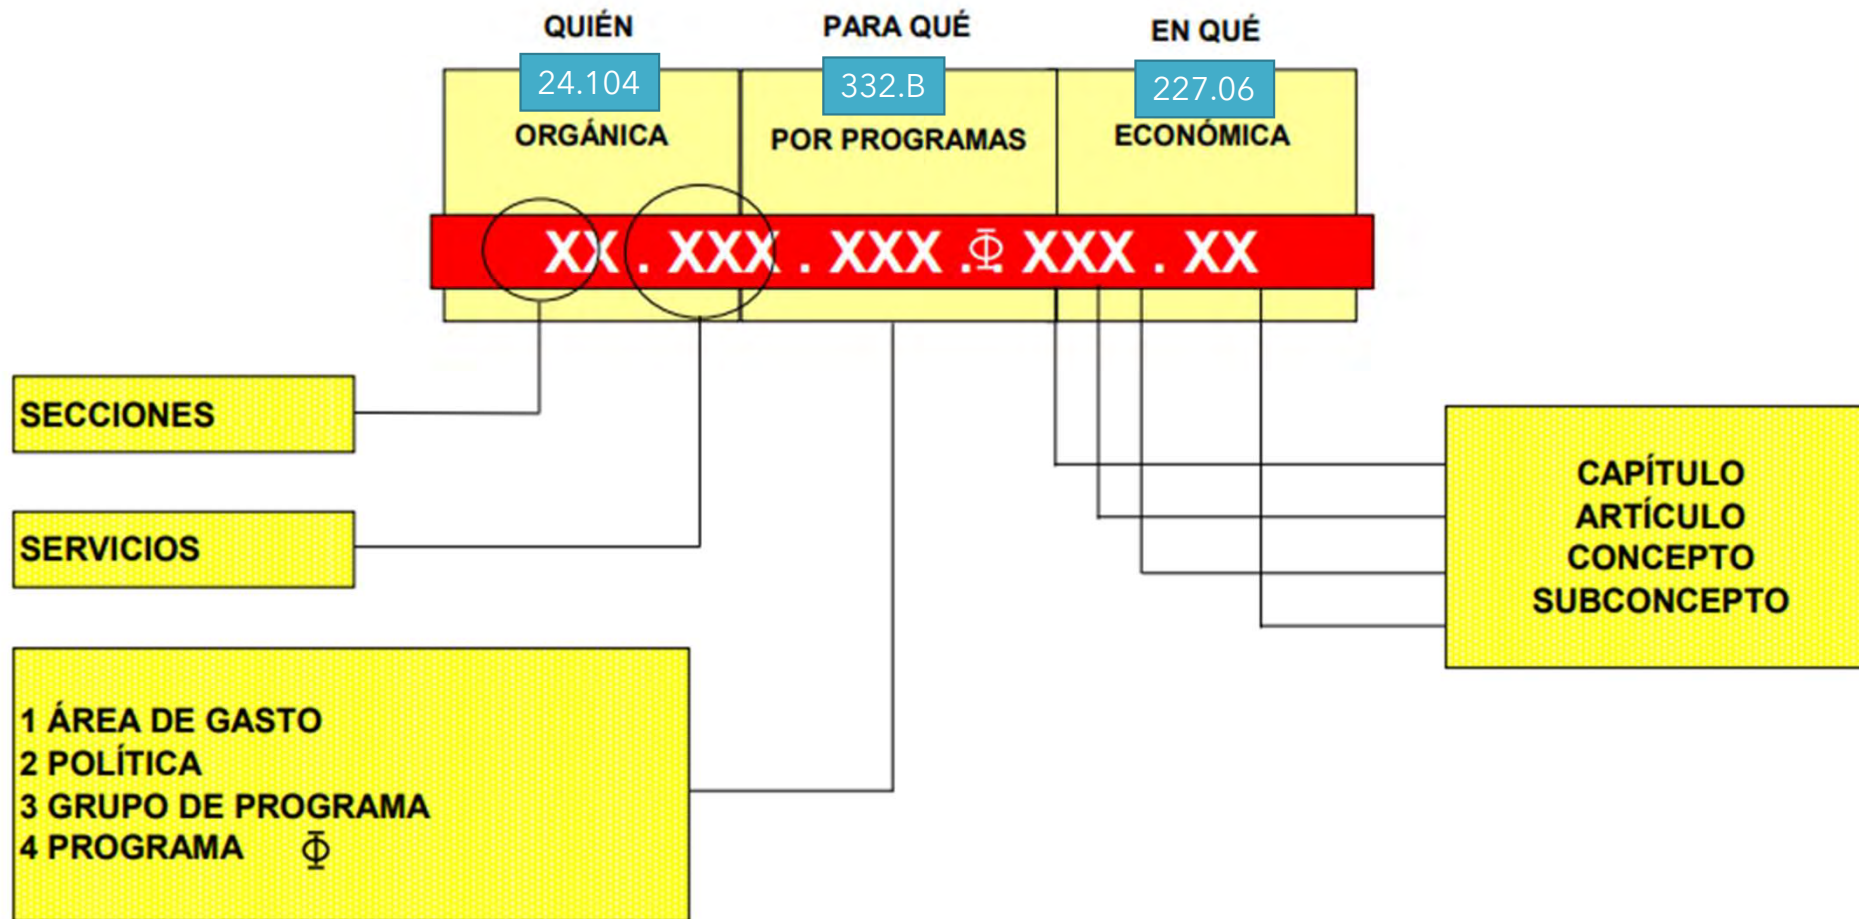 QUIÉN
PARA QUÉ
EN QUÉ
24.104
332.B
227.06
ORGÁNICA
POR PROGRAMAS
ECONÓMICA
XX . XXX . XXX .Φ. XXX . XX
SECCIONES
SERVICIOS
1 ÁREA DE GASTO
2 POLÍTICA
3 GRUPO DE PROGRAMA
4 PROGRAMA Φ
CAPÍTULO
ARTÍCULO
CONCEPTO
SUBCONCEPTO